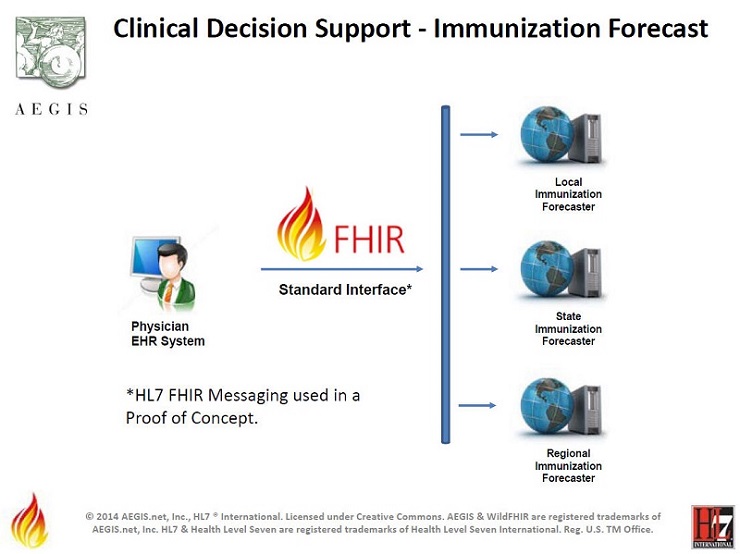 Clinical Decision Support - Immunization Forecast
AEGIS
Local
Immunization
Forecaster
FHIR
Standard Interface*
Physician
EHR System
State
Immunization
Forecaster
*HL7 FHIR Messaging used in a
Proof of Concept.
Regional
Immunization
Forecaster
© 2014 AEGIS.net, Inc., HL7 ® International. Licensed under Creative Commons. AEGIS & WildFHIR are registered trademarks of
AEGIS.net, Inc. HL7 & Health Level Seven are registered trademarks of Health Level Seven International. Reg. U.S. TM Office.
HL7
INTERNATIONAL